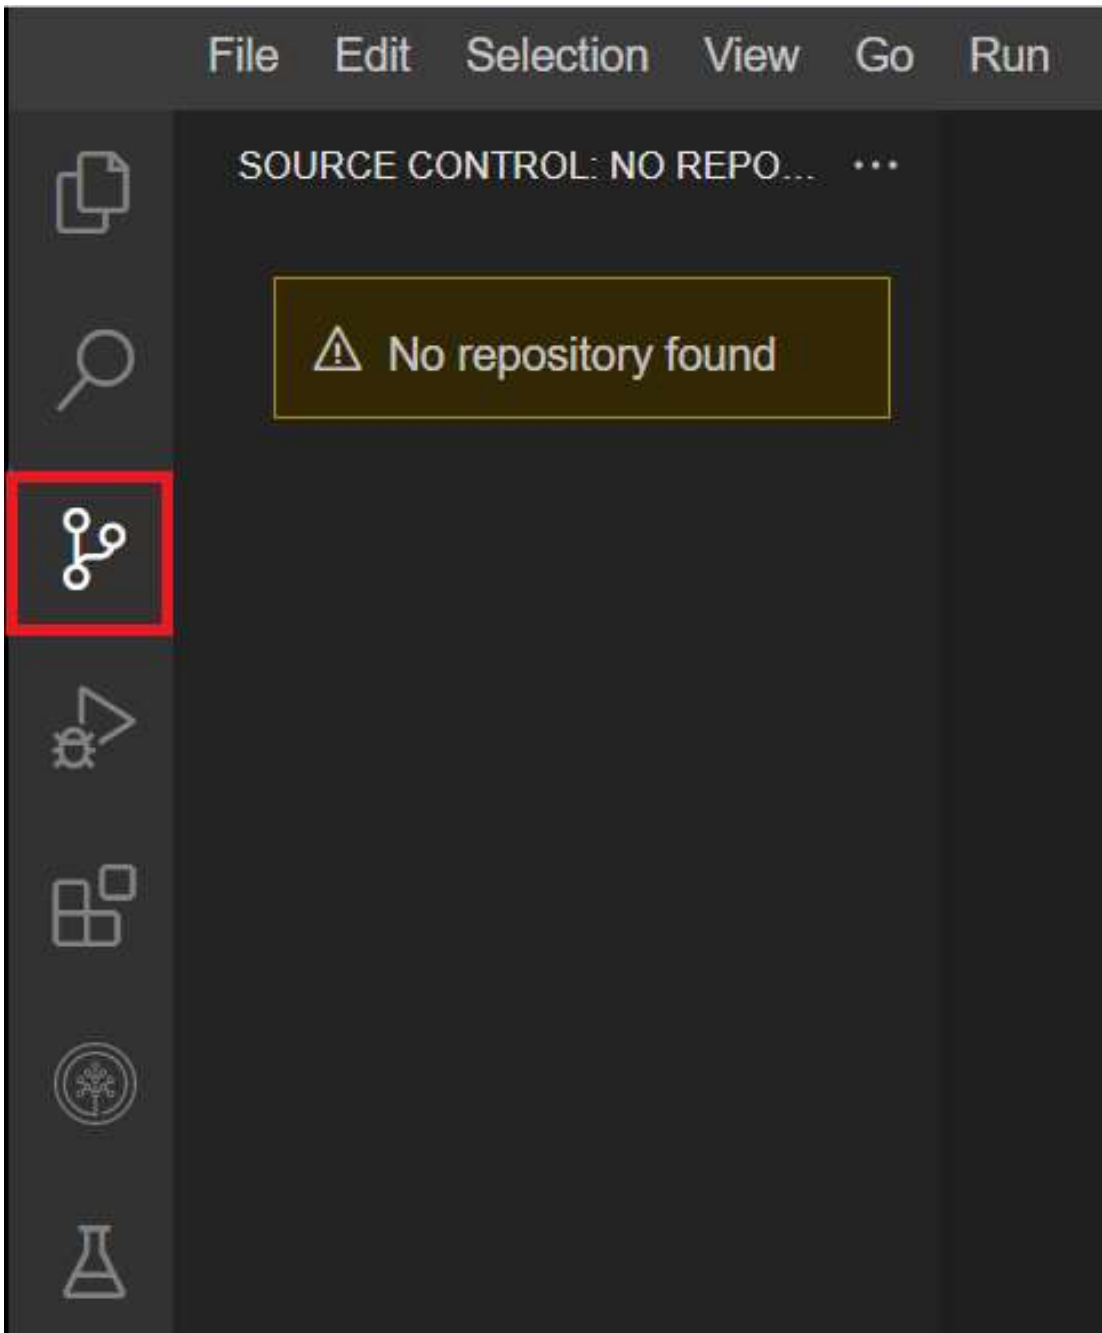 File Edit Selection View Go Run
SOURCE CONTROL: NO REPO... ...
No repository found